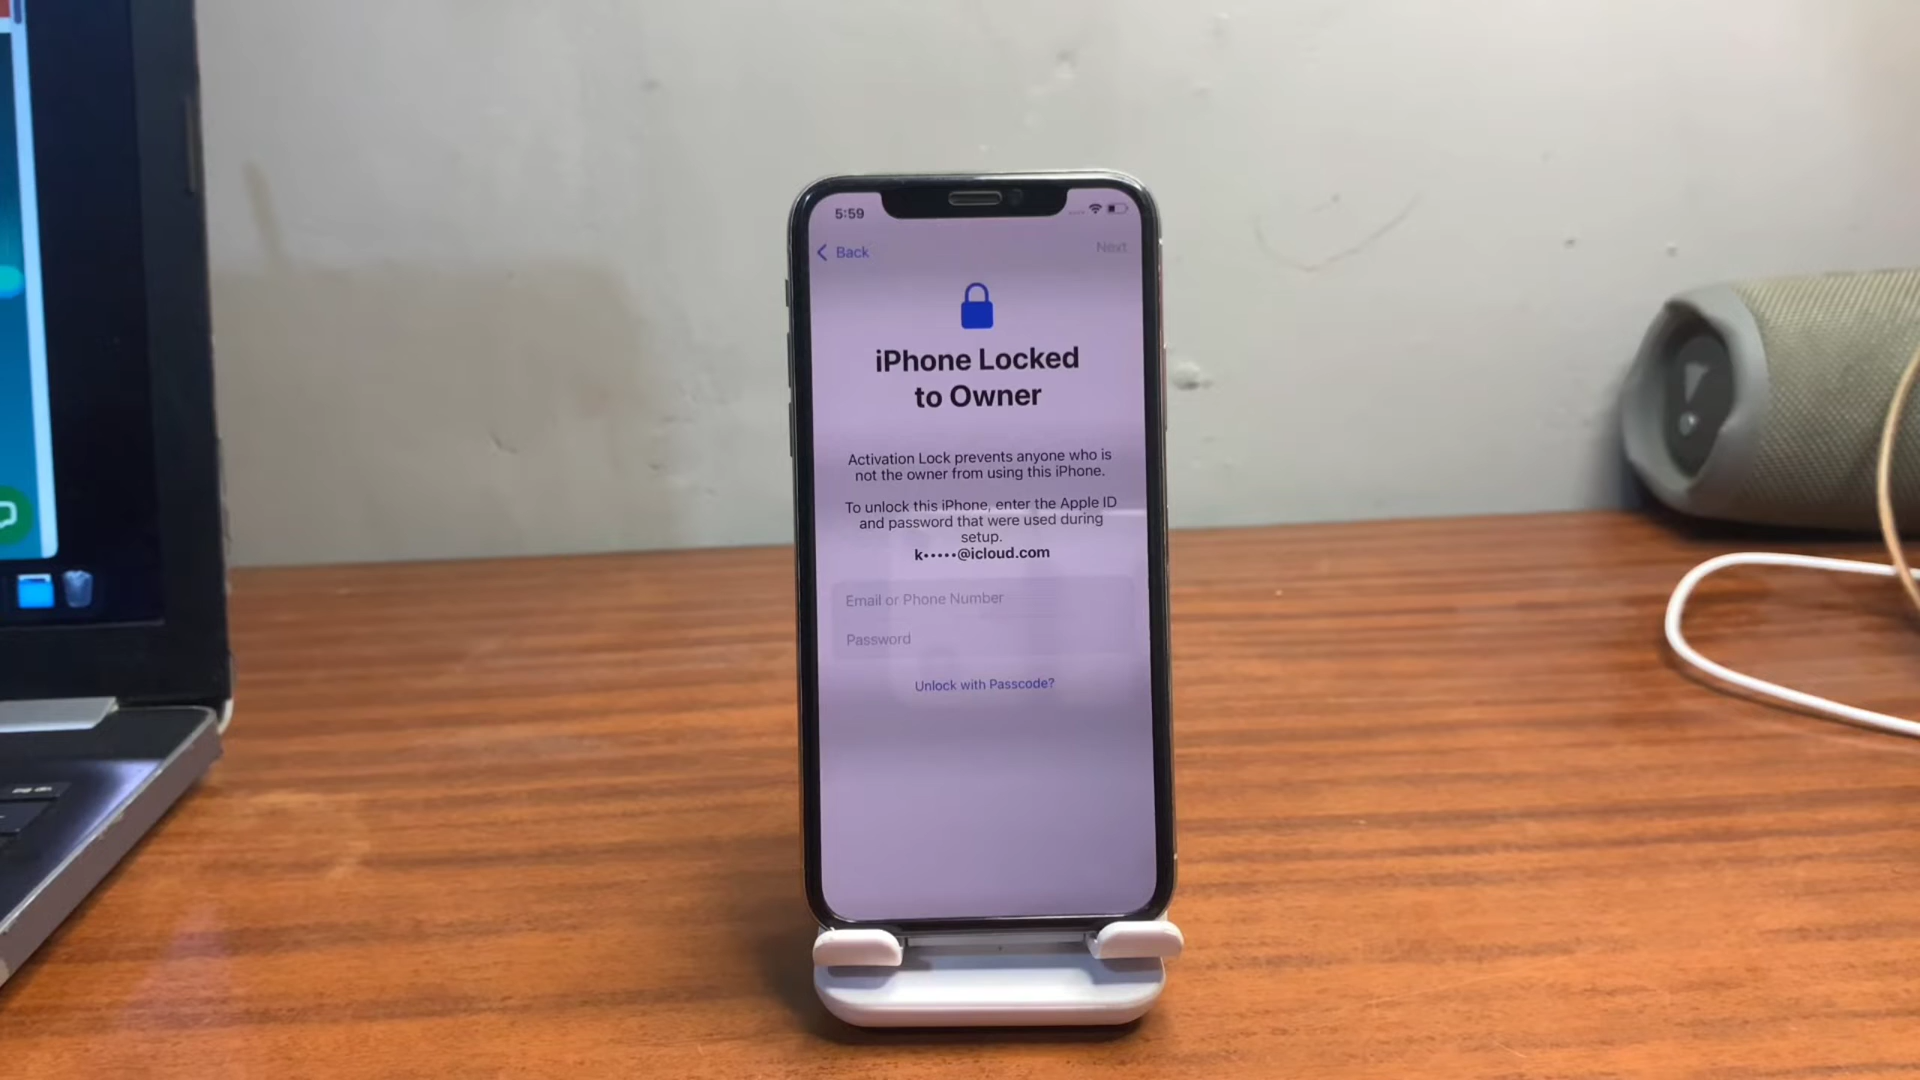 5:59
Back
Next
iPhone Locked
to Owner
Activation Lock prevents anyone who is
not the owner from using this iPhone.
To unlock this iPhone, enter the Apple ID
and password that were used during
setup.
k•••••@icloud.com
Email or Phone Number
Password
Unlock with Passcode?